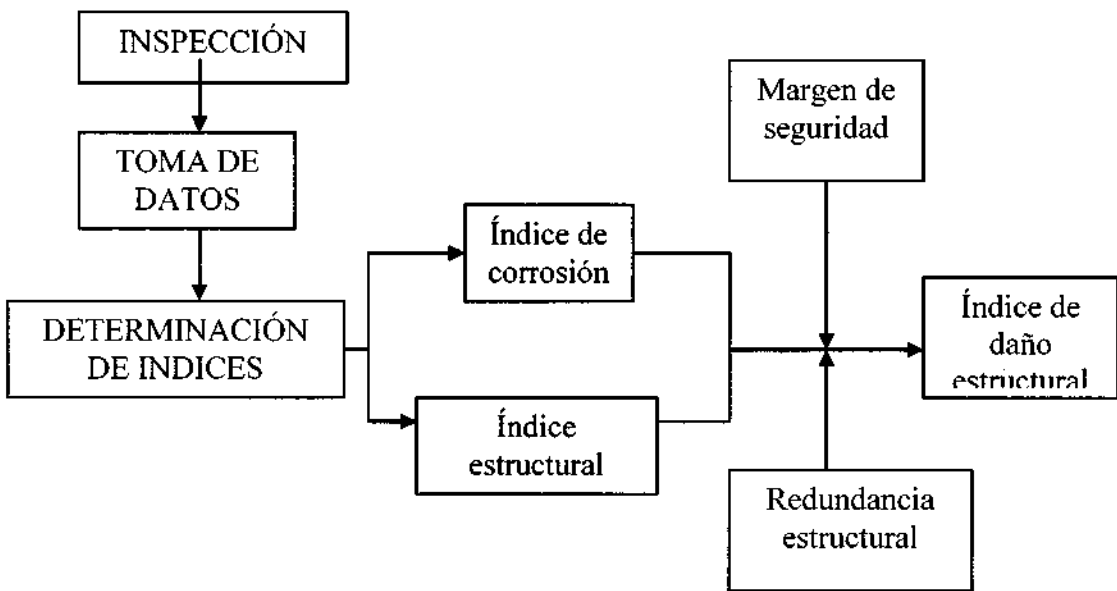 INSPECCIÓN
TOMA DE
DATOS
DETERMINACIÓN
DE INDICES
Índice de
corrosión
Índice
estructural
Margen de
seguridad
Redundancia
estructural
Índice de
daño
estructural